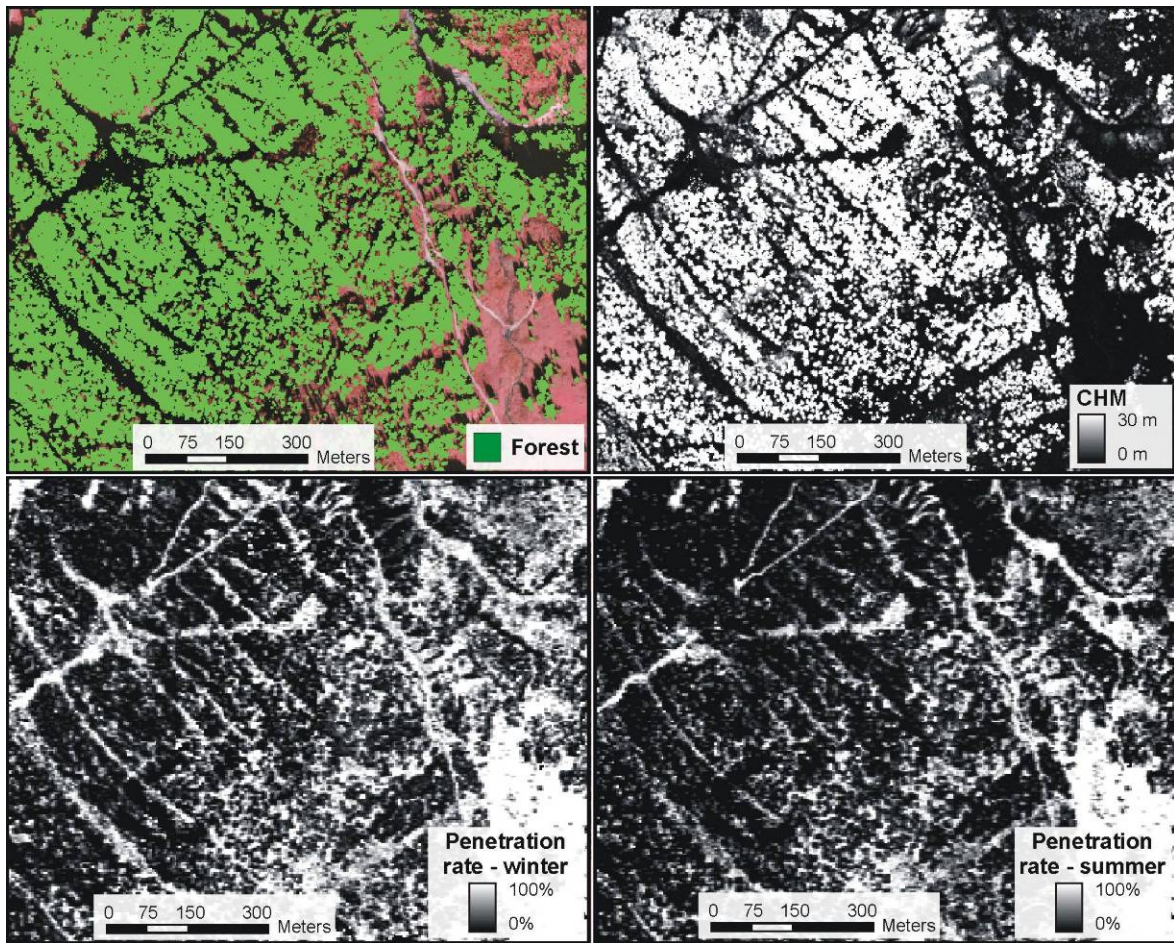 0 75 150 300
Meters
Forest
CHM
30 m
0 m
0 75 150 300
Meters
Penetration
rate - winter
100%
0%
0 75 150 300
Meters
Penetration
rate - summer
100%
0%
0 75 150 300
Meters